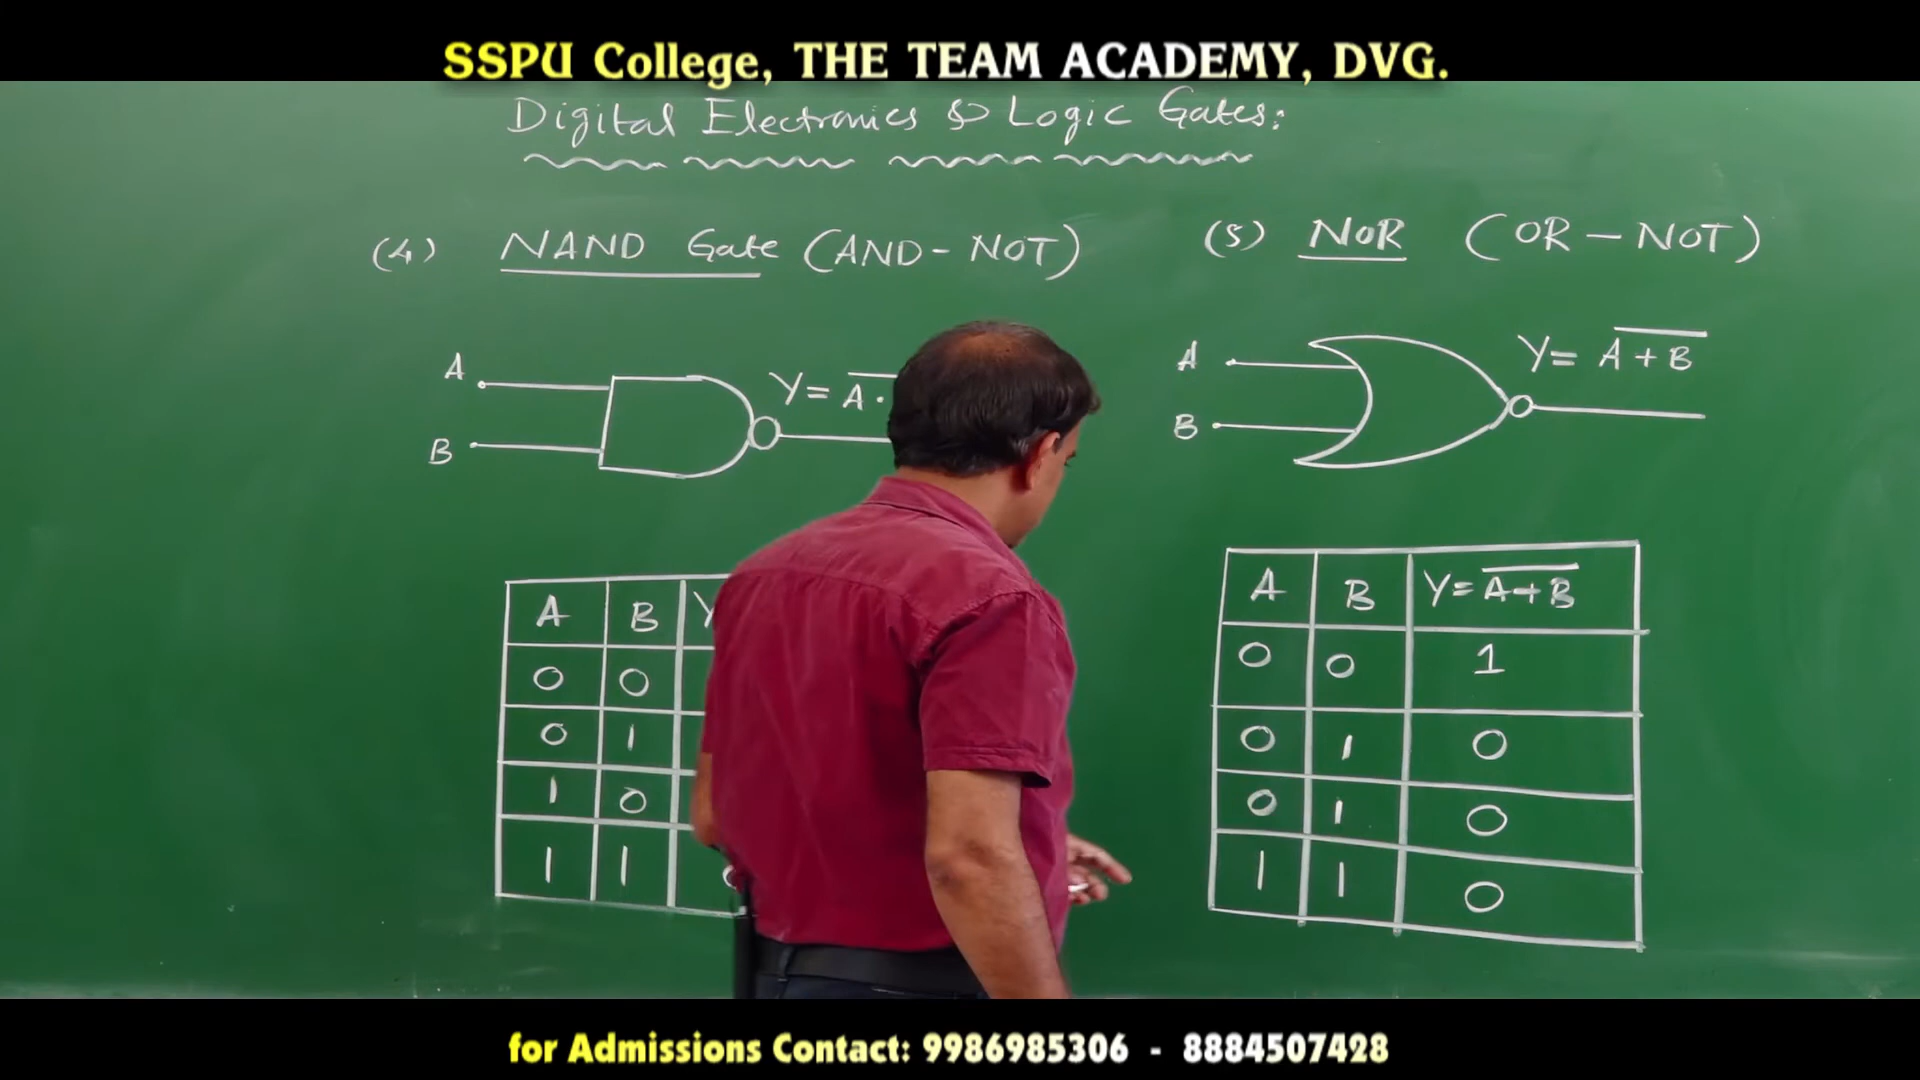 SSPU College, THE TEAM ACADEMY, DVG.
Digital Electronics & Logic Gates:
(4) NAND Gate (AND - NOT)
A
B
Y = A̅ ·
A B Y
0 0
0 1
1 0
1 1 0
(5) NOR (OR - NOT)
A
B
Y = A̅ ̅+̅ ̅B̅
A B Y = A̅ ̅+̅ ̅B̅
0 0 1
0 1 0
0 1 0
1 1 0
for Admissions Contact: 9986985306 - 8884507428